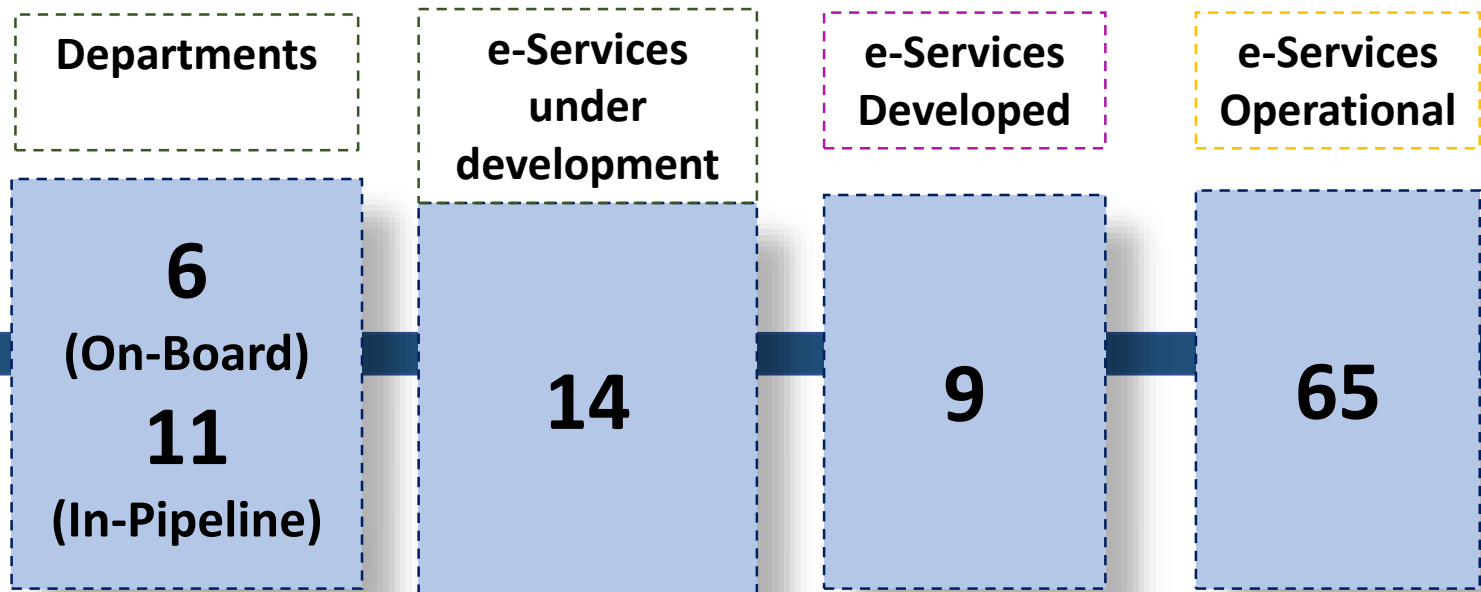 Departments
6
(On-Board)
11
(In-Pipeline)
e-Services
under
development
14
e-Services
Developed
9
e-Services
Operational
65